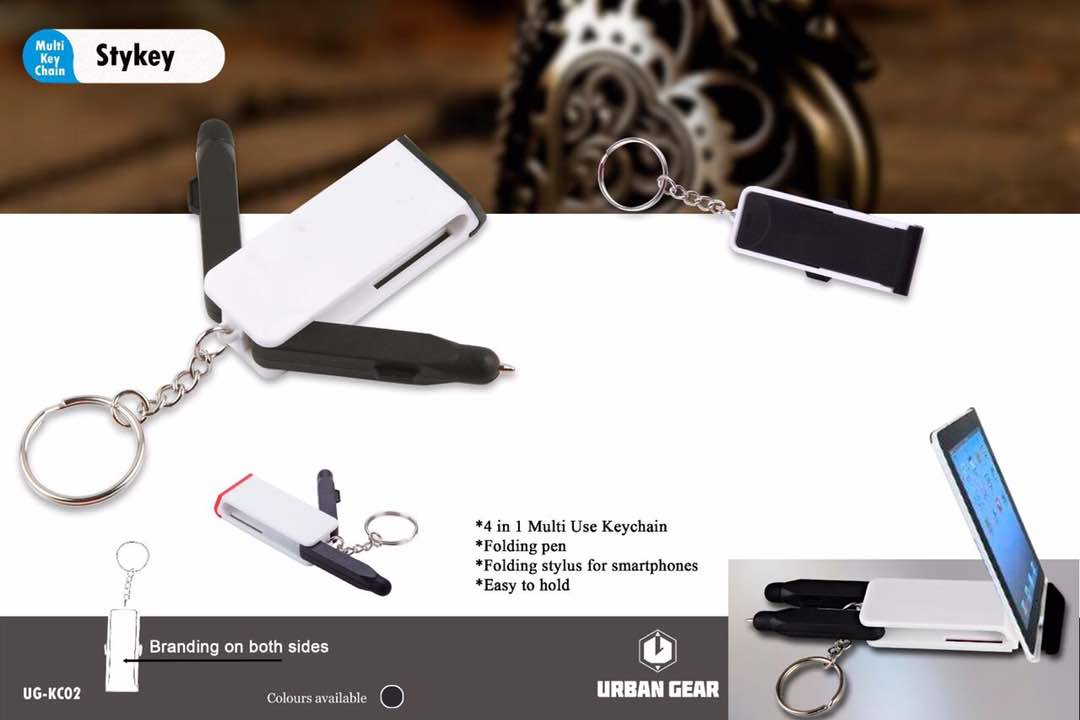 Multi
Key
Chain
Stykey
*4 in 1 Multi Use Keychain
*Folding pen
*Folding stylus for smartphones
*Easy to hold
Branding on both sides
UG-KC02
Colours available
URBAN GEAR